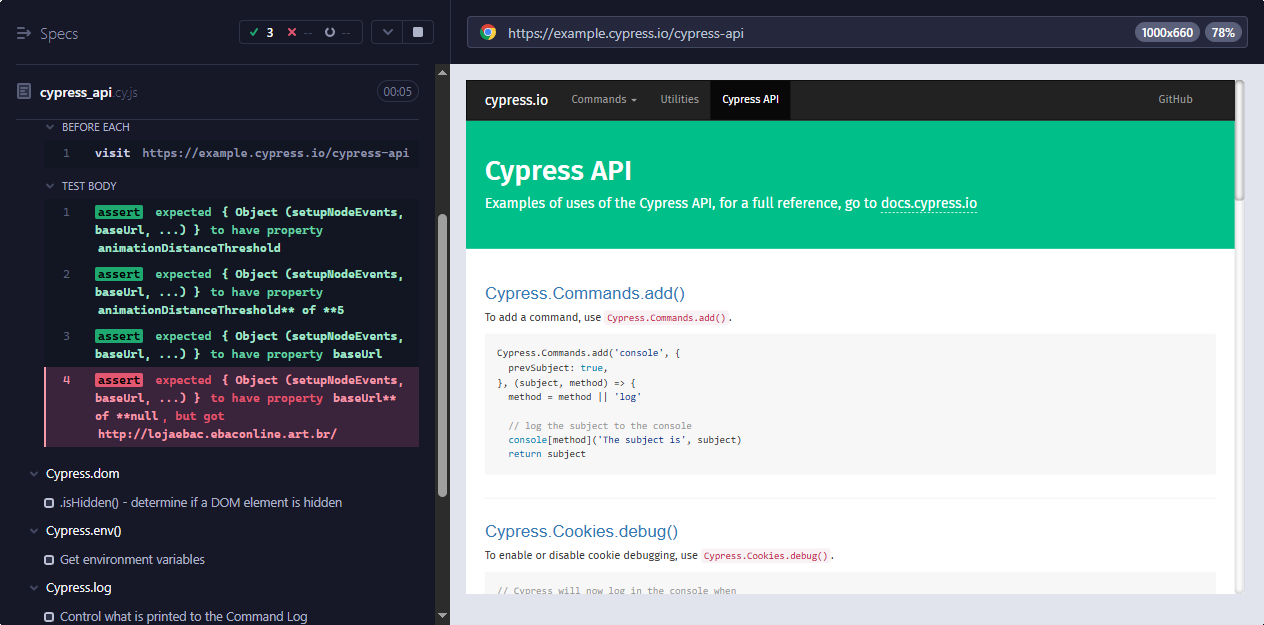 Specs
3 -- --
cypress_api.cy.js
00:05
BEFORE EACH
1 visit https://example.cypress.io/cypress-api
TEST BODY
1 assert expected { Object (setupNodeEvents,
baseUrl, ...) } to have property
animationDistanceThreshold
2 assert expected { Object (setupNodeEvents,
baseUrl, ...) } to have property
animationDistanceThreshold** of **5
3 assert expected { Object (setupNodeEvents,
baseUrl, ...) } to have property baseUrl
4 assert expected { Object (setupNodeEvents,
baseUrl, ...) } to have property baseUrl**
of **null, but got
http://lojaebac.ebaconline.art.br/
Cypress.dom
.isHidden() - determine if a DOM element is hidden
Cypress.env()
Get environment variables
Cypress.log
Control what is printed to the Command Log
https://example.cypress.io/cypress-api
1000x660 78%
cypress.io Commands Utilities Cypress API GitHub
Cypress API
Examples of uses of the Cypress API, for a full reference, go to docs.cypress.io
Cypress.Commands.add()
To add a command, use Cypress.Commands.add().
Cypress.Commands.add('console', {
prevSubject: true,
}, (subject, method) => {
method = method || 'log'
// log the subject to the console
console[method]('The subject is', subject)
return subject
Cypress.Cookies.debug()
To enable or disable cookie debugging, use Cypress.Cookies.debug().
// Cypress will now log in the console when